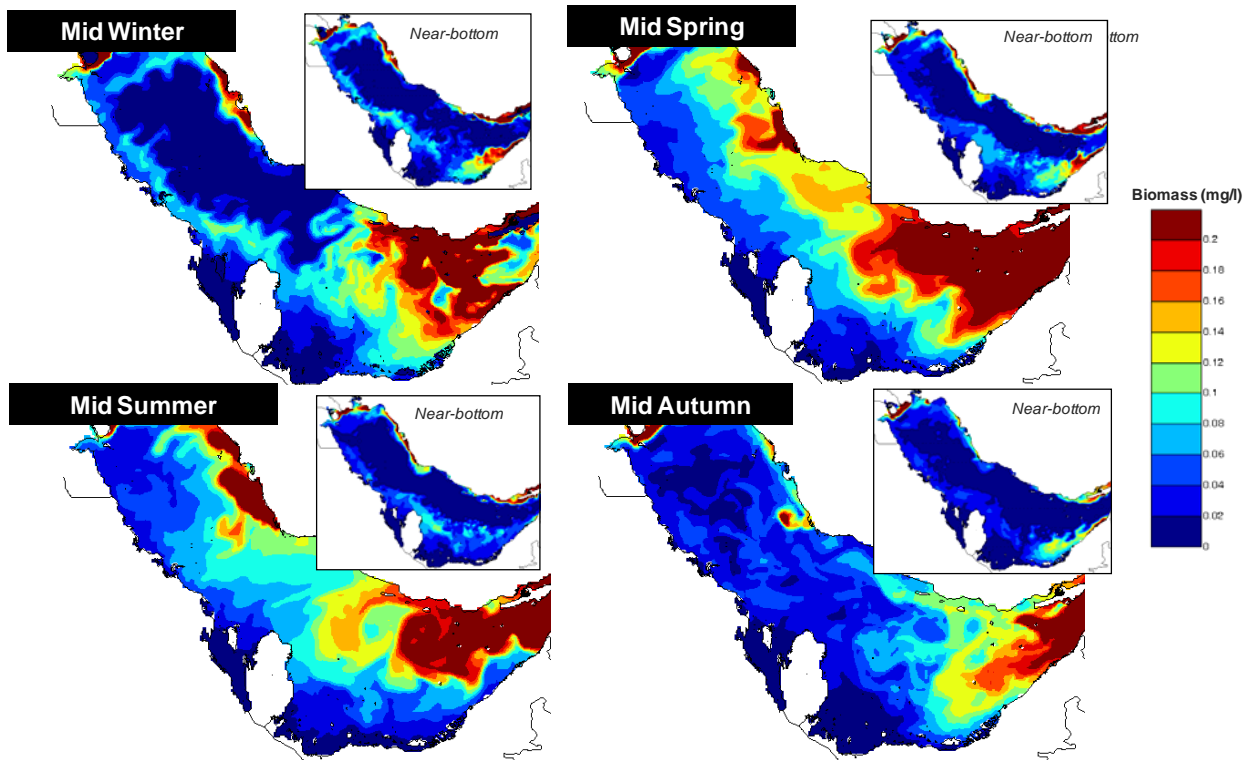 Mid Winter
Near-bottom
Mid Spring
Near-bottom ttom
Biomass (mg/l)
0.2
0.18
0.16
0.14
0.12
0.1
0.08
0.06
0.04
0.02
0
Mid Summer
Near-bottom
Mid Autumn
Near-bottom